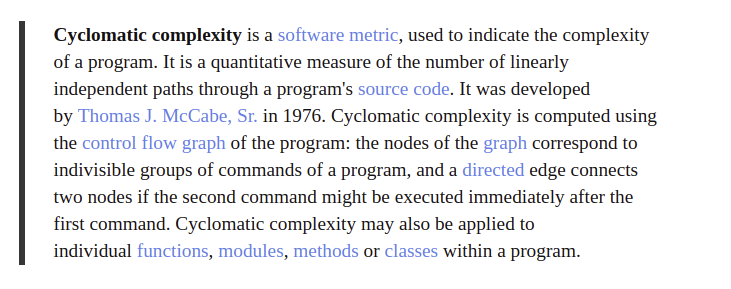 Cyclomatic complexity is a software metric, used to indicate the complexity
of a program. It is a quantitative measure of the number of linearly
independent paths through a program's source code. It was developed
by Thomas J. McCabe, Sr. in 1976. Cyclomatic complexity is computed using
the control flow graph of the program: the nodes of the graph correspond to
indivisible groups of commands of a program, and a directed edge connects
two nodes if the second command might be executed immediately after the
first command. Cyclomatic complexity may also be applied to
individual functions, modules, methods or classes within a program.